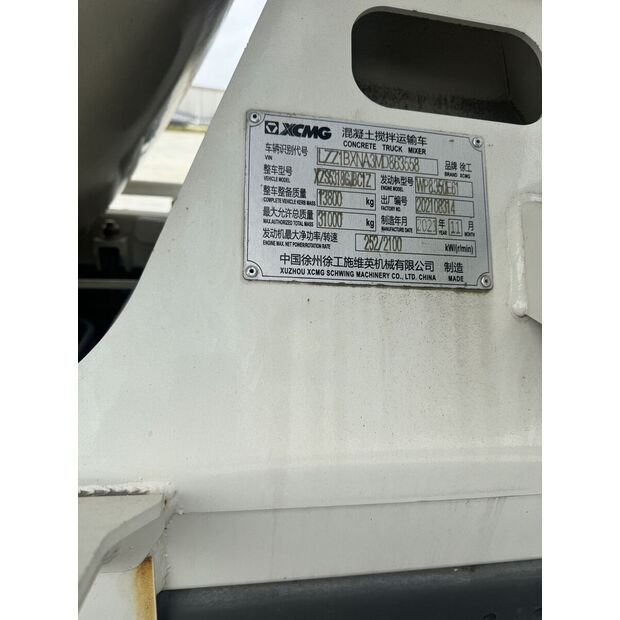 XCMG 混凝土搅拌运输车
CONCRETE TRUCK MIXER
车辆识别代号 LZZ1BXNA3MD863558 品牌 徐工
VIN BRAND XCMG
整车型号 发动机型号 WP8.350E61
VEHICLE MODEL ENGINE MODEL
整车整备质量 13800 kg 出厂编号 202108314
COMPLETE VEHICLE KERB MASS FACTORY NO.
最大允许总质量 31000 kg 制造年月 2021 年 11 月
MAX.AUTHORIZED TOTAL MASS MANUFACTURE DATE YEAR MONTH
发动机最大净功率/转速 252/2100 kW/(r/min)
ENGINE MAX. NET POWER/ROTATION RATE
中国徐州徐工施维英机械有限公司 制造
XUZHOU XCMG SCHWING MACHINERY CO., LTD. CHINA MADE